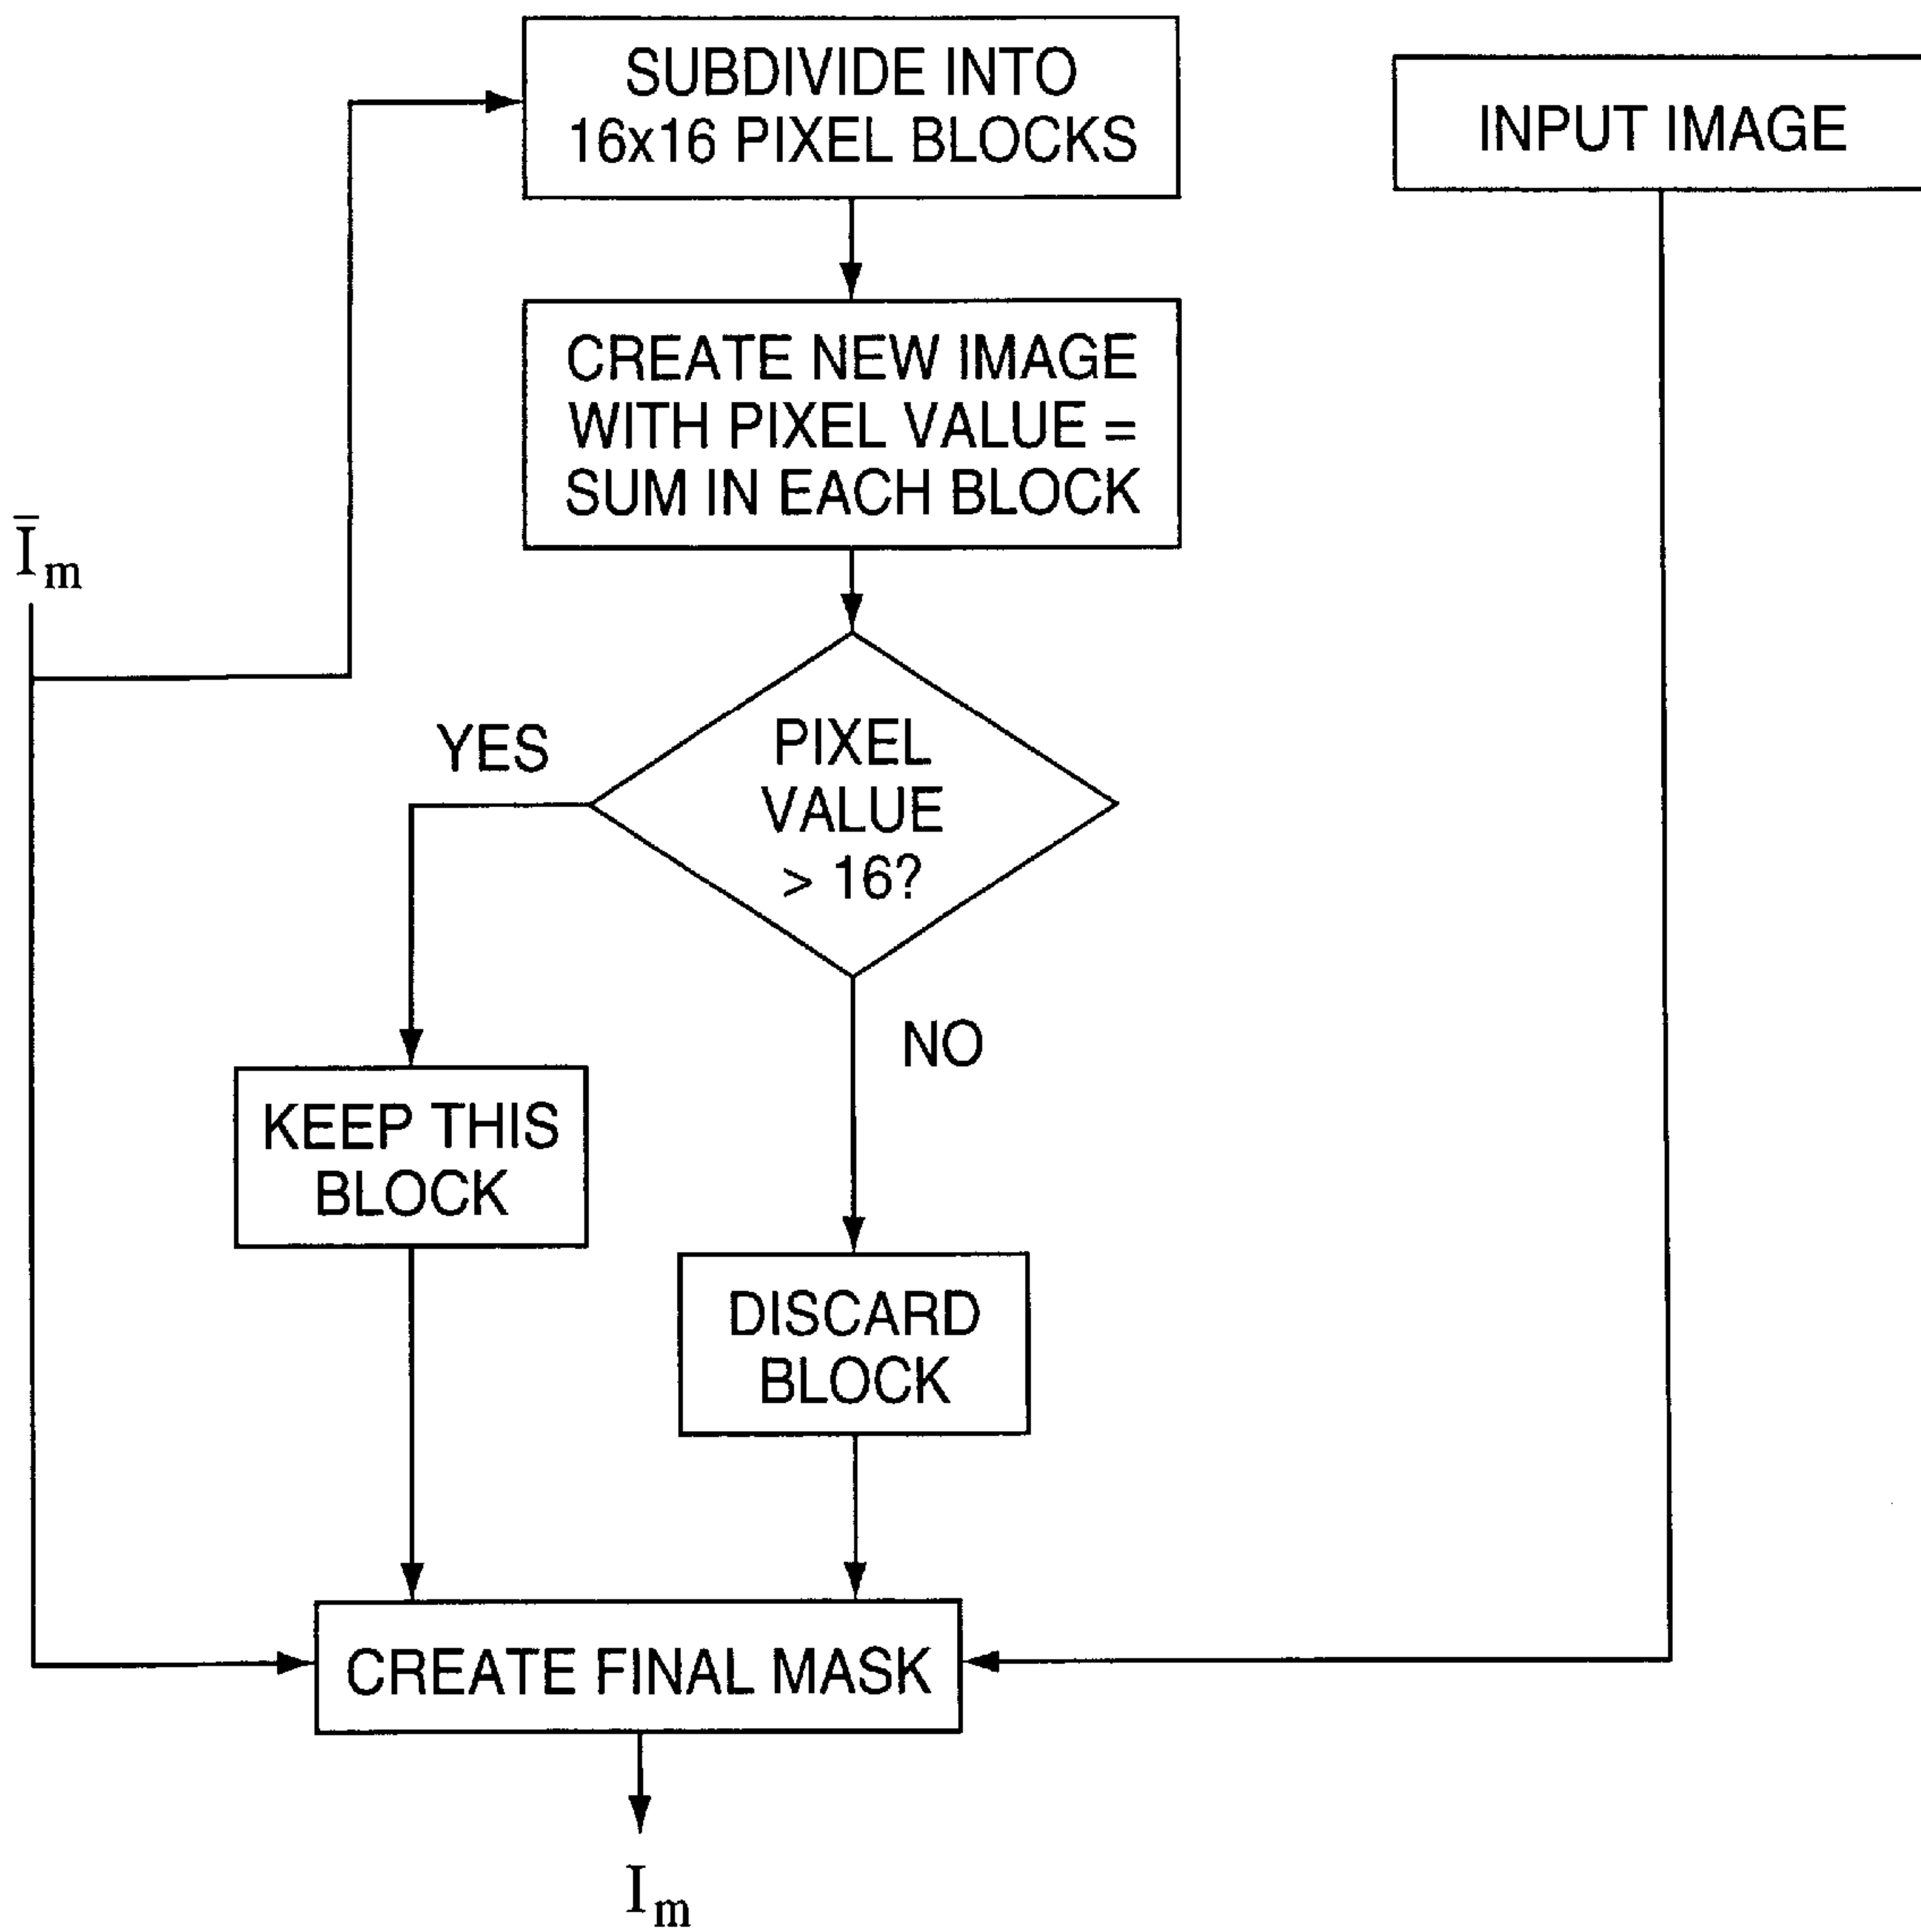 SUBDIVIDE INTO
16x16 PIXEL BLOCKS
INPUT IMAGE
CREATE NEW IMAGE
WITH PIXEL VALUE =
SUM IN EACH BLOCK
Īₘ
YES
PIXEL
VALUE
> 16?
NO
KEEP THIS
BLOCK
DISCARD
BLOCK
CREATE FINAL MASK
Iₘ